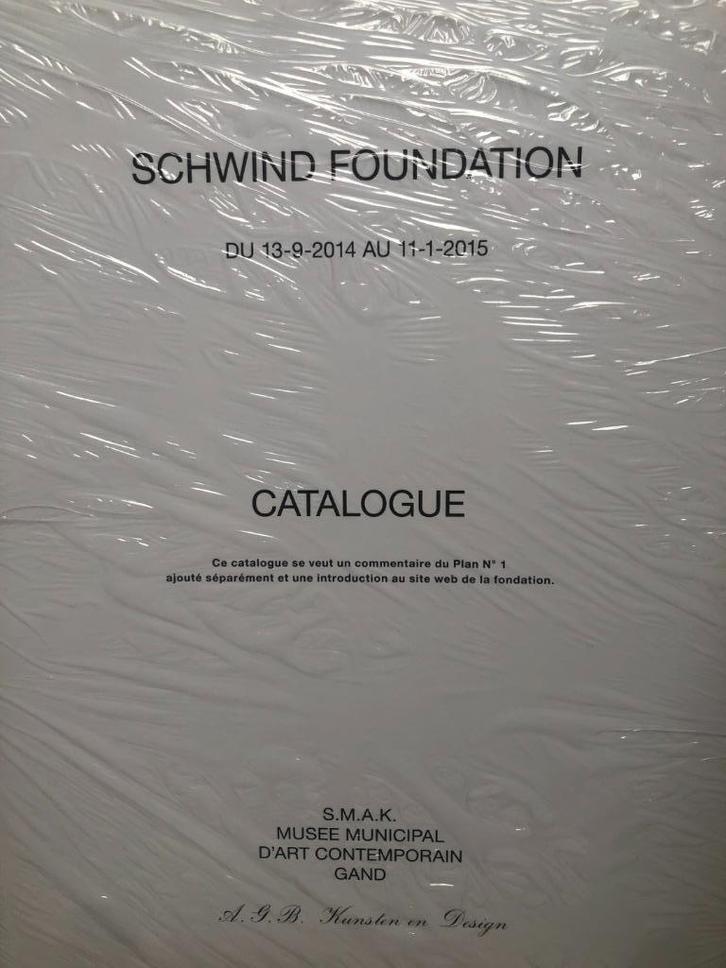 SCHWIND FOUNDATION
DU 13-9-2014 AU 11-1-2015
CATALOGUE
Ce catalogue se veut un commentaire du Plan N° 1
ajouté séparément et une introduction au site web de la fondation.
S.M.A.K.
MUSEE MUNICIPAL
D'ART CONTEMPORAIN
GAND
A. G. B. Kunsten en Design